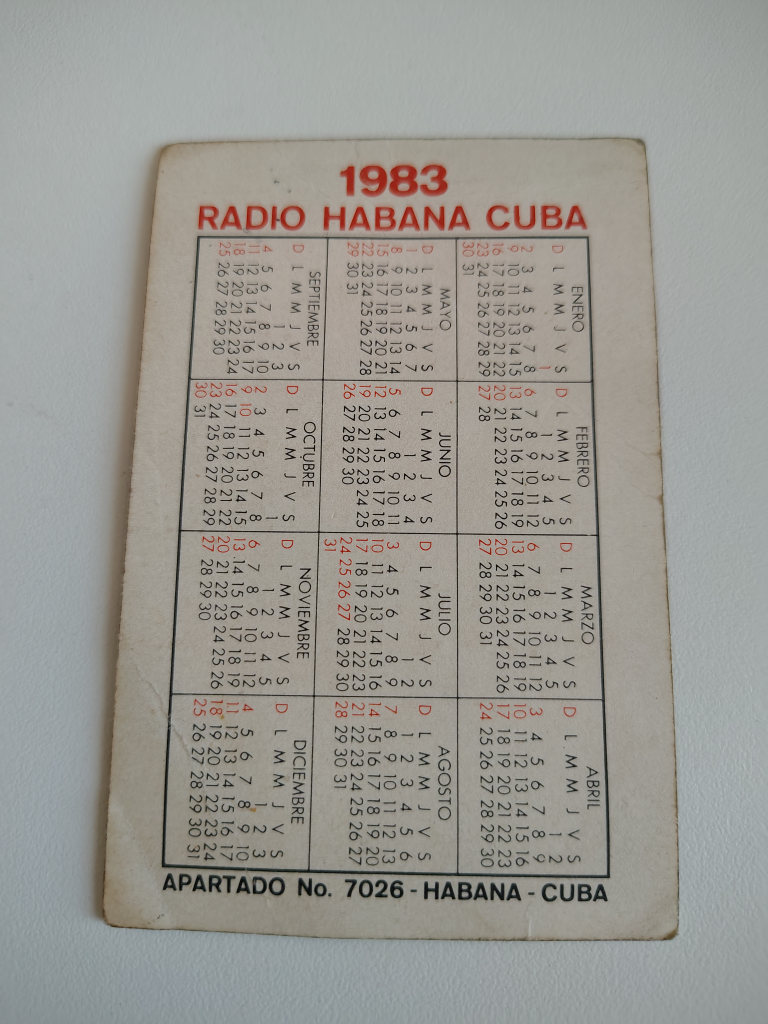 1983
RADIO HABANA CUBA
ENERO
D L M M J V S
1
2 3 4 5 6 7 8
9 10 11 12 13 14 15
16 17 18 19 20 21 22
23 24 25 26 27 28 29
30 31
FEBRERO
D L M M J V S
1 2 3 4 5
6 7 8 9 10 11 12
13 14 15 16 17 18 19
20 21 22 23 24 25 26
27 28
MARZO
D L M M J V S
1 2 3 4 5
6 7 8 9 10 11 12
13 14 15 16 17 18 19
20 21 22 23 24 25 26
27 28 29 30 31
ABRIL
D L M M J V S
1 2
3 4 5 6 7 8 9
10 11 12 13 14 15 16
17 18 19 20 21 22 23
24 25 26 27 28 29 30
MAYO
D L M M J V S
1 2 3 4 5 6 7
8 9 10 11 12 13 14
15 16 17 18 19 20 21
22 23 24 25 26 27 28
29 30 31
JUNIO
D L M M J V S
1 2 3 4
5 6 7 8 9 10 11
12 13 14 15 16 17 18
19 20 21 22 23 24 25
26 27 28 29 30
JULIO
D L M M J V S
1 2
3 4 5 6 7 8 9
10 11 12 13 14 15 16
17 18 19 20 21 22 23
24 25 26 27 28 29 30
31
AGOSTO
D L M M J V S
1 2 3 4 5 6
7 8 9 10 11 12 13
14 15 16 17 18 19 20
21 22 23 24 25 26 27
28 29 30 31
SEPTIEMBRE
D L M M J V S
1 2 3
4 5 6 7 8 9 10
11 12 13 14 15 16 17
18 19 20 21 22 23 24
25 26 27 28 29 30
OCTUBRE
D L M M J V S
1
2 3 4 5 6 7 8
9 10 11 12 13 14 15
16 17 18 19 20 21 22
23 24 25 26 27 28 29
30 31
NOVIEMBRE
D L M M J V S
1 2 3 4 5
6 7 8 9 10 11 12
13 14 15 16 17 18 19
20 21 22 23 24 25 26
27 28 29 30
DICIEMBRE
D L M M J V S
1 2 3
4 5 6 7 8 9 10
11 12 13 14 15 16 17
18 19 20 21 22 23 24
25 26 27 28 29 30 31
APARTADO No. 7026 - HABANA - CUBA